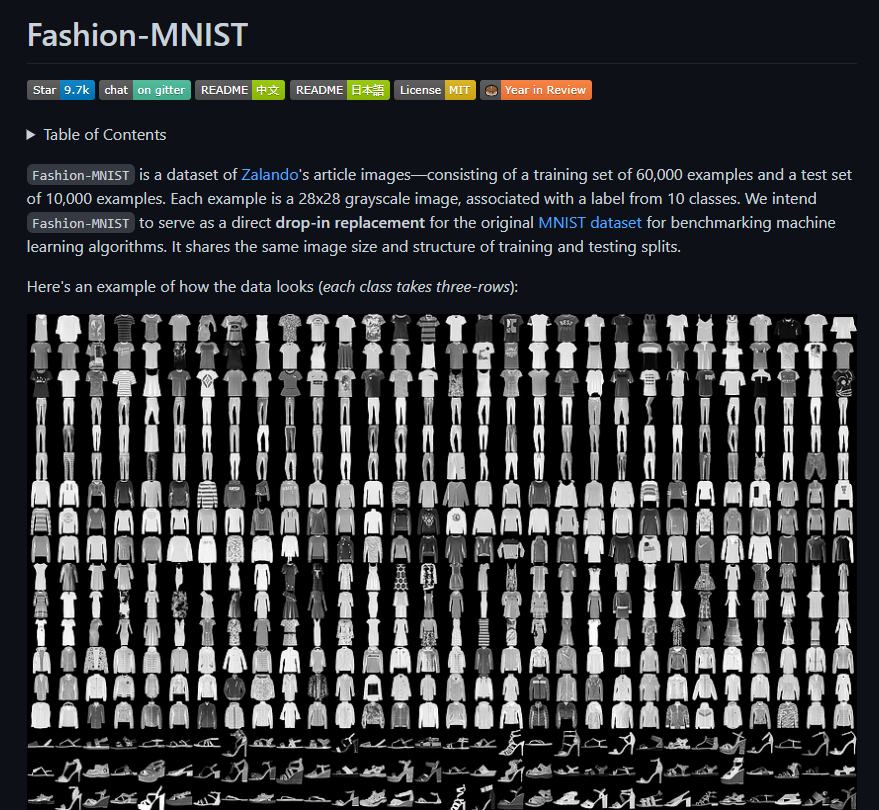 Fashion-MNIST
Star 9.7k chat on gitter README 中文 README 日本語 License MIT Year in Review
Table of Contents
Fashion-MNIST is a dataset of Zalando's article images—consisting of a training set of 60,000 examples and a test set
of 10,000 examples. Each example is a 28x28 grayscale image, associated with a label from 10 classes. We intend
Fashion-MNIST to serve as a direct drop-in replacement for the original MNIST dataset for benchmarking machine
learning algorithms. It shares the same image size and structure of training and testing splits.
Here's an example of how the data looks (each class takes three-rows):